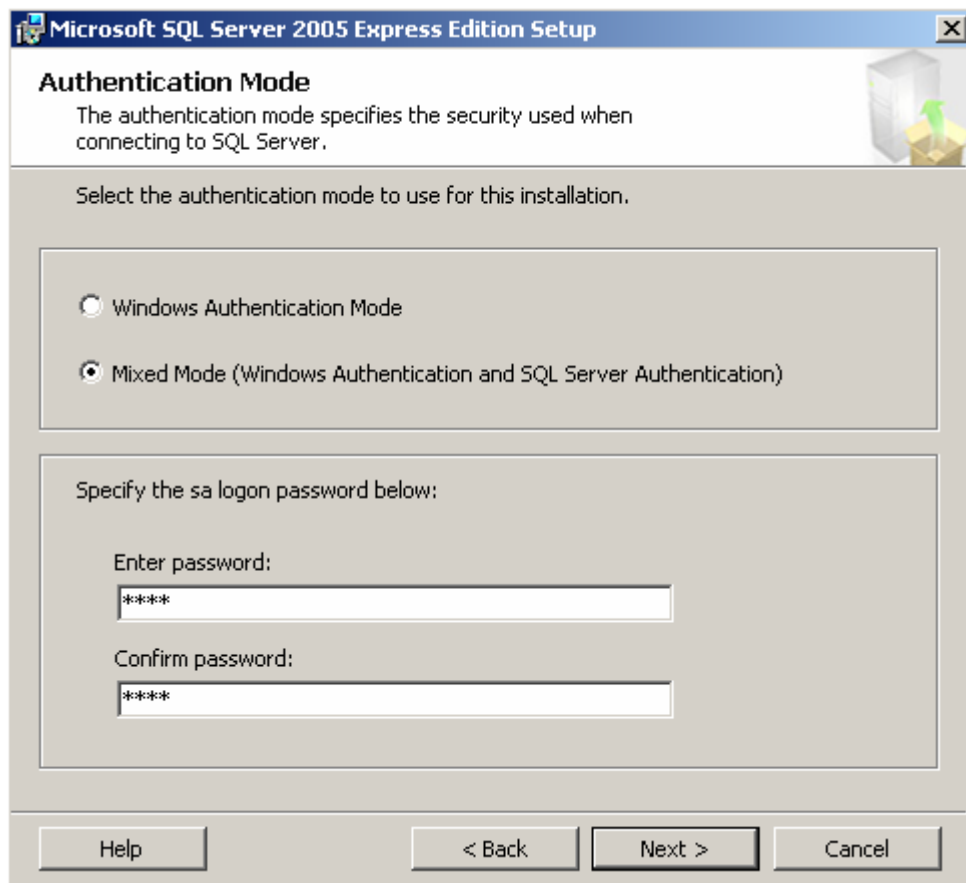 Microsoft SQL Server 2005 Express Edition Setup
Authentication Mode
The authentication mode specifies the security used when
connecting to SQL Server.
Select the authentication mode to use for this installation.
Windows Authentication Mode
Mixed Mode (Windows Authentication and SQL Server Authentication)
Specify the sa logon password below:
Enter password:
****
Confirm password:
****
Help < Back Next > Cancel